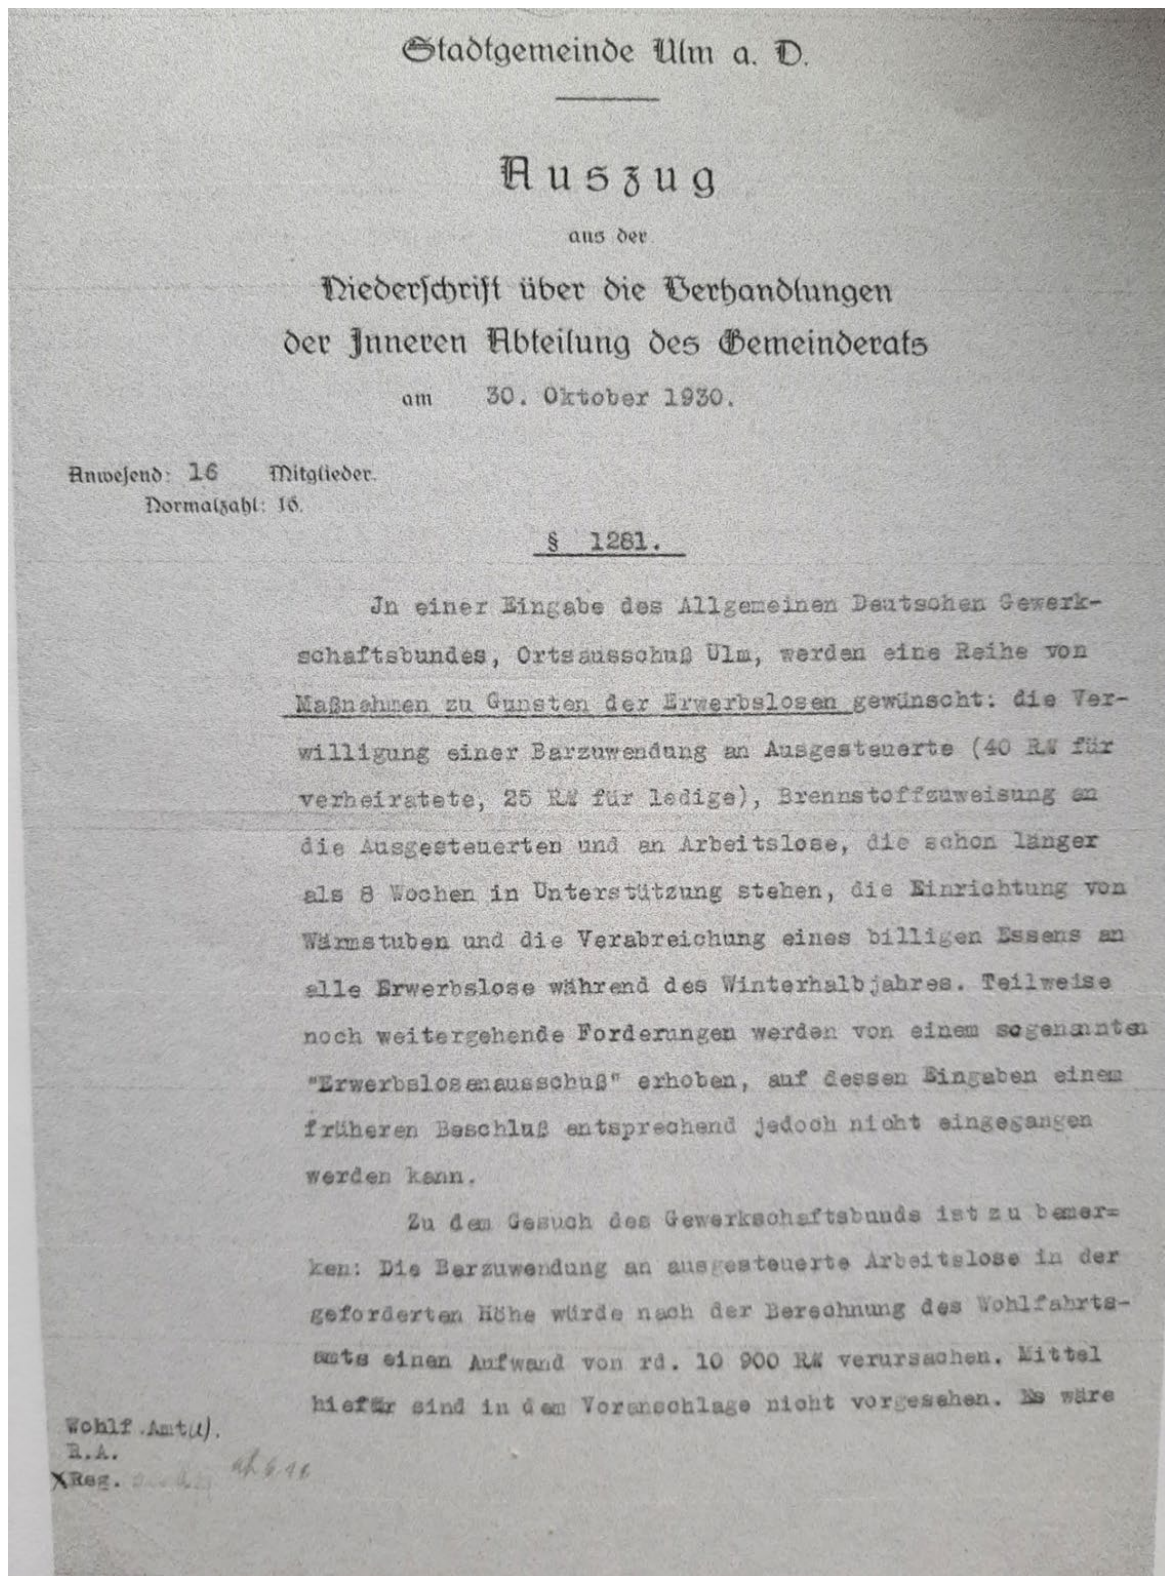 Stadtgemeinde Ulm a. D.
Auszug
aus der
Niederschrift über die Verhandlungen
der Inneren Abteilung des Gemeinderats
am 30. Oktober 1930.
Anwesend: 16 Mitglieder.
Normalzahl: 16.
§ 1281.
Jn einer Eingabe des Allgemeinen Deutschen Gewerk-
schaftsbundes, Ortsausschuß Ulm, werden eine Reihe von
Maßnahmen zu Gunsten der Erwerbslosen gewünscht: die Ver-
willigung einer Barzuwendung an Ausgesteuerte (40 RM für
verheiratete, 25 RM für ledige), Brennstoffzuweisung an
die Ausgesteuerten und an Arbeitslose, die schon länger
als 8 Wochen in Unterstützung stehen, die Einrichtung von
Wärmstuben und die Verabreichung eines billigen Essens an
alle Erwerbslose während des Winterhalbjahres. Teilweise
noch weitergehende Forderungen werden von einem sogenannten
"Erwerbslosenausschuß" erhoben, auf dessen Eingaben einem
früheren Beschluß entsprechend jedoch nicht eingegangen
werden kann.
Zu dem Gesuch des Gewerkschaftsbunds ist zu bemer=
ken: Die Barzuwendung an ausgesteuerte Arbeitslose in der
geforderten Höhe würde nach der Berechnung des Wohlfahrts-
amts einen Aufwand von rd. 10 900 RM verursachen. Mittel
hiefür sind in dem Voranschlage nicht vorgesehen. Es wäre
Wohlf.Amt(1).
R.A.
XReg.